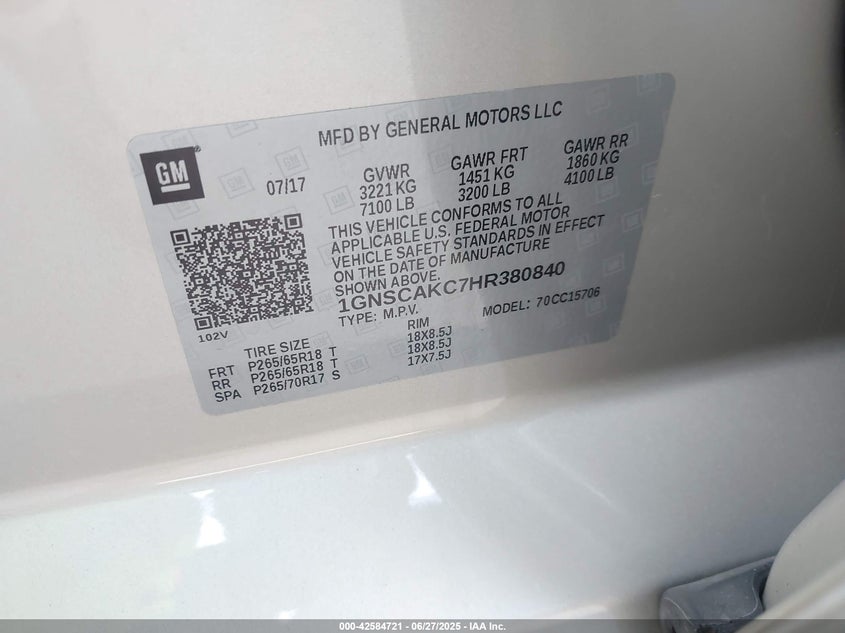 MFD BY GENERAL MOTORS LLC
GM
07/17
GVWR GAWR FRT GAWR RR
3221 KG 1451 KG 1860 KG
7100 LB 3200 LB 4100 LB
THIS VEHICLE CONFORMS TO ALL
APPLICABLE U.S. FEDERAL MOTOR
VEHICLE SAFETY STANDARDS IN EFFECT
ON THE DATE OF MANUFACTURE
SHOWN ABOVE.
1GNSCAKC7HR380840
TYPE: M.P.V. MODEL: 70CC15706
102V
TIRE SIZE RIM
FRT P265/65R18 T 18X8.5J
RR P265/65R18 T 18X8.5J
SPA P265/70R17 S 17X7.5J
000-42584721 - 06/27/2025 - IAA Inc.